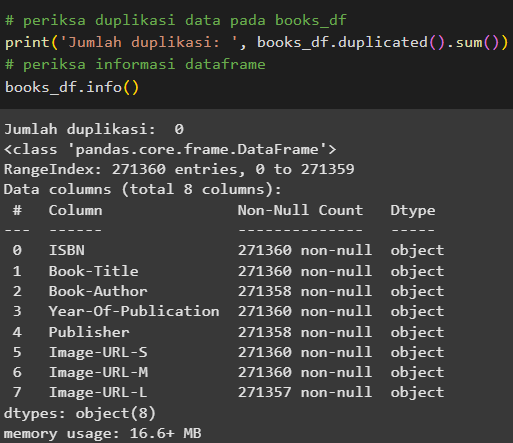 # periksa duplikasi data pada books_df
print('Jumlah duplikasi: ', books_df.duplicated().sum())
# periksa informasi dataframe
books_df.info()
Jumlah duplikasi:  0
<class 'pandas.core.frame.DataFrame'>
RangeIndex: 271360 entries, 0 to 271359
Data columns (total 8 columns):
 #   Column               Non-Null Count   Dtype
---  ------               --------------   -----
 0   ISBN                 271360 non-null  object
 1   Book-Title           271360 non-null  object
 2   Book-Author          271358 non-null  object
 3   Year-Of-Publication  271360 non-null  object
 4   Publisher            271358 non-null  object
 5   Image-URL-S          271360 non-null  object
 6   Image-URL-M          271360 non-null  object
 7   Image-URL-L          271357 non-null  object
dtypes: object(8)
memory usage: 16.6+ MB